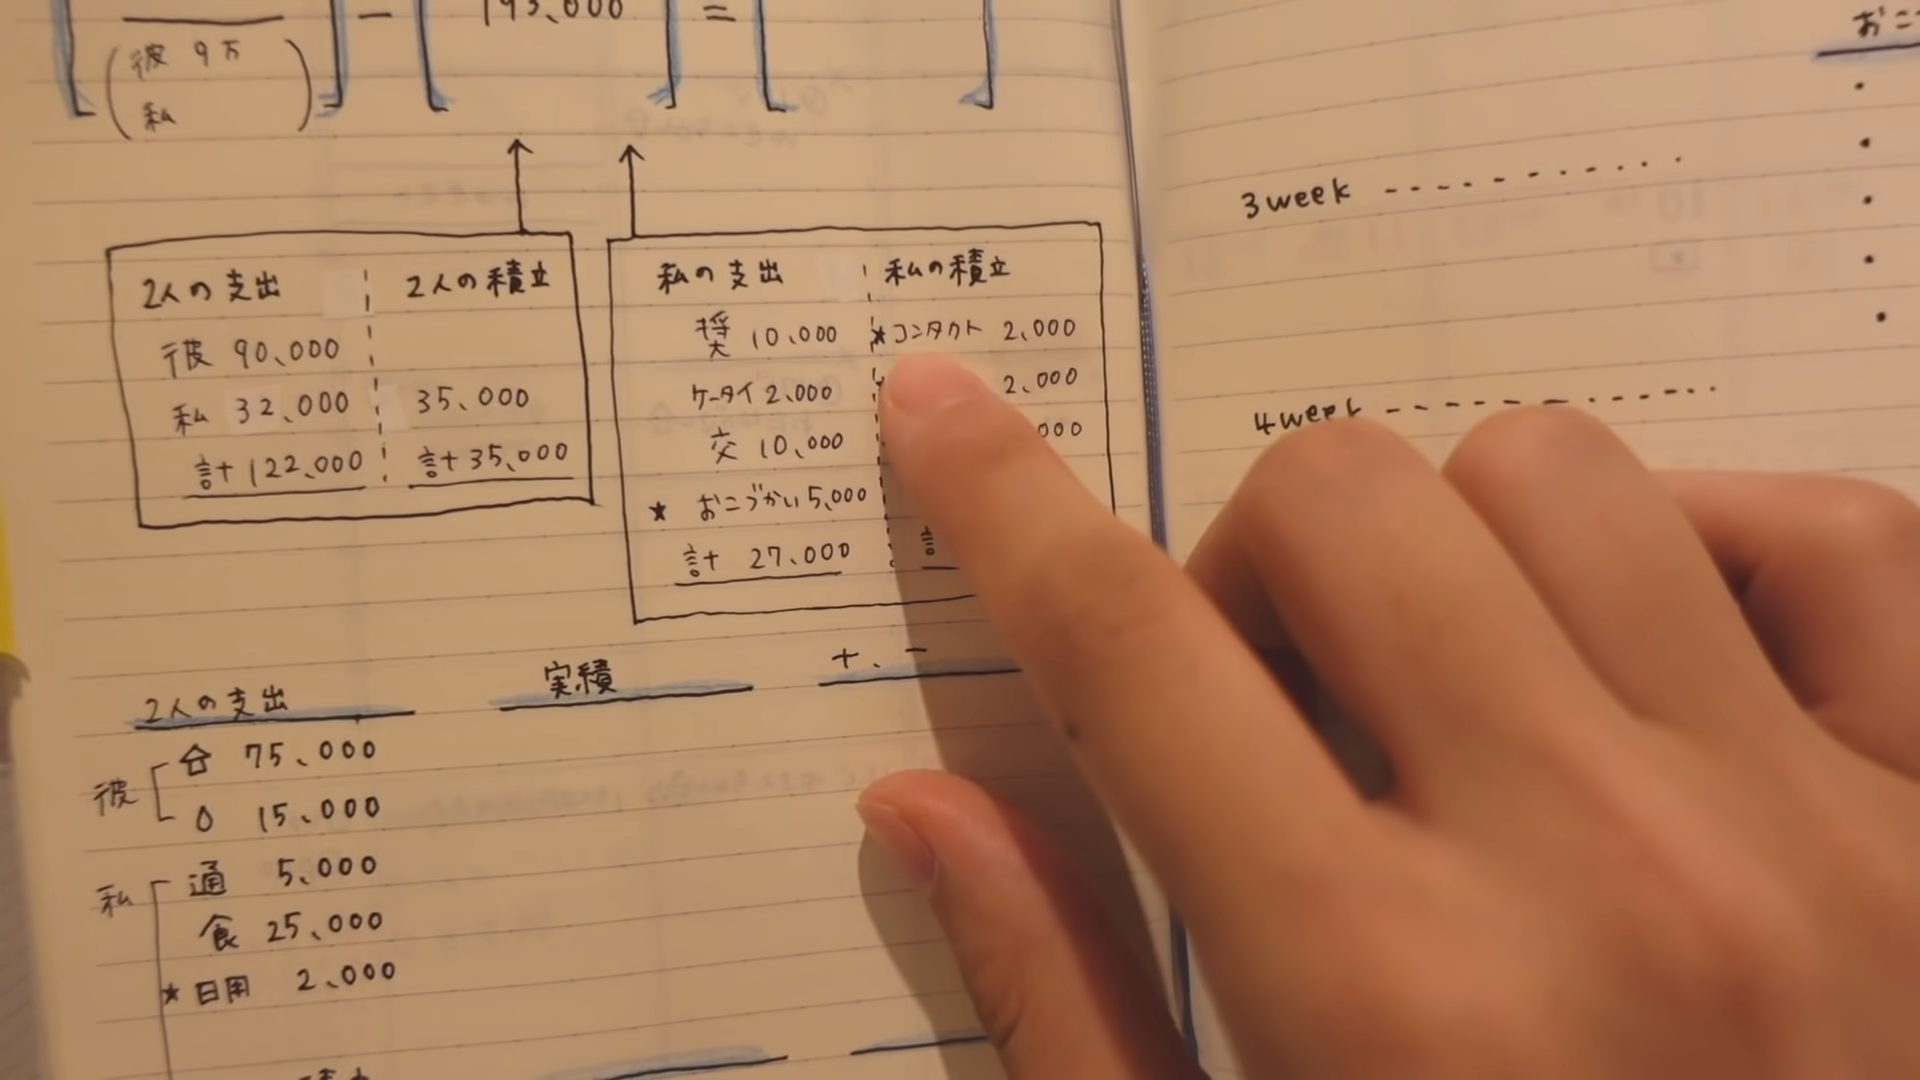 - 193,000 =
(彼 9万
私)
2人の支出 2人の積立
彼 90,000
私 32,000 35,000
計 122,000 計 35,000
私の支出 私の積立
奨 10,000 ★コンタクト 2,000
ケータイ 2,000 2,000
交 10,000 000
★ おこづかい 5,000
計 27,000 計
2人の支出 実績 +、-
彼 75,000
15,000
私 通 5,000
食 25,000
★ 日用 2,000
おこ
3week
4week